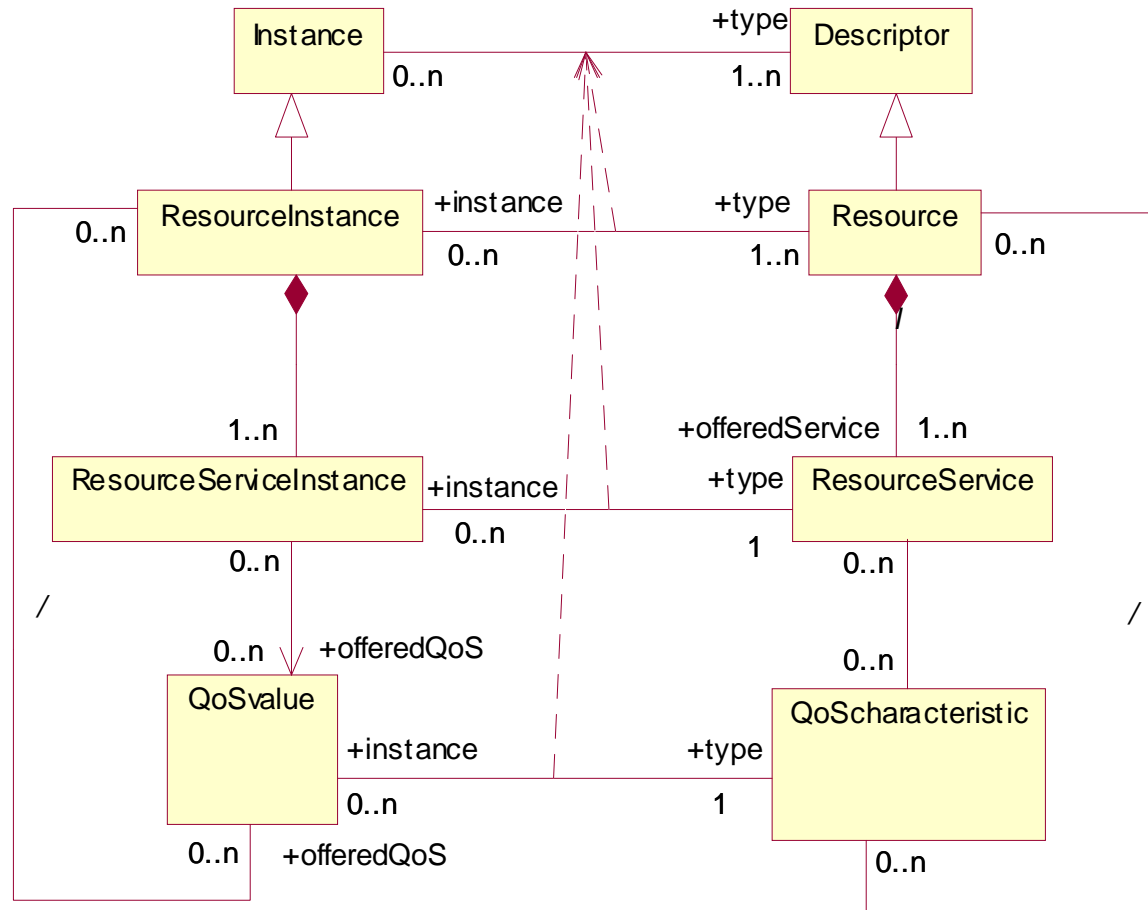 Instance
+type
Descriptor
0..n
1..n
ResourceInstance
+instance
+type
Resource
0..n
0..n
1..n
0..n
/
1..n
+offeredService
1..n
ResourceServiceInstance
+instance
+type
ResourceService
0..n
0..n
1
0..n
/
/
0..n
+offeredQoS
0..n
QoSvalue
QoScharacteristic
+instance
+type
0..n
1
0..n
+offeredQoS
0..n